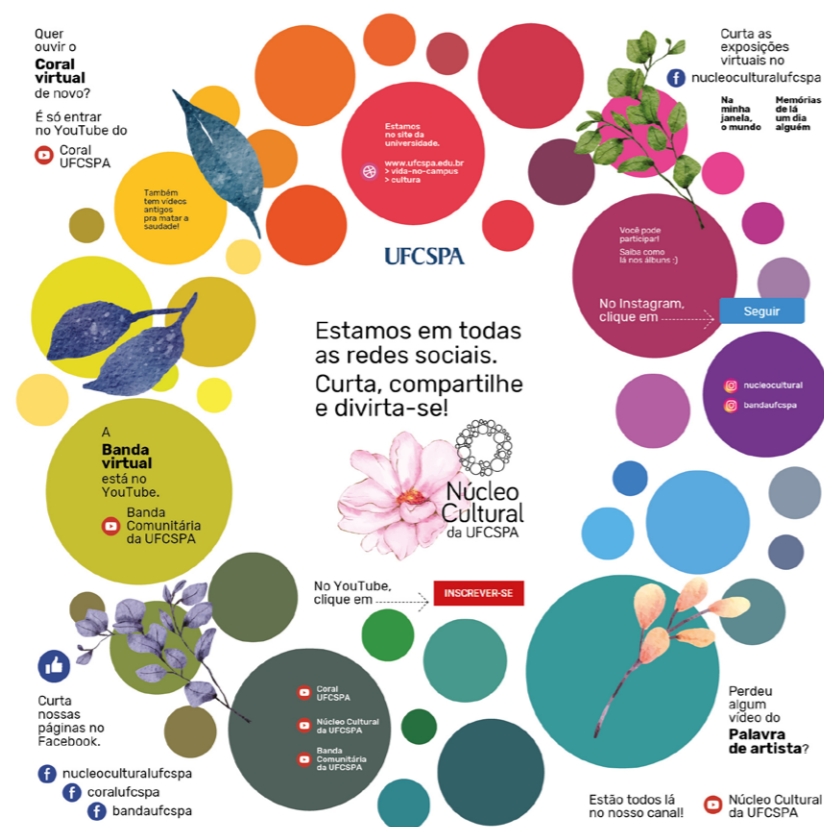 Quer
ouvir o
Coral
virtual
de novo?
É só entrar
no YouTube do
Coral
UFCSPA
Também
tem vídeos
antigos
pra matar a
saudade!
Estamos
no site da
universidade.
www.ufcspa.edu.br
> vida-no-campus
> cultura
Curta as
exposições
virtuais no
nucleoculturalufcspa
Na
minha
janela,
o mundo
Memórias
de lá
um dia
alguém
Você pode
participar!
Saiba como
lá nos álbuns :)
No Instagram,
clique em
Seguir
nucleocultural
bandaufcspa
UFCSPA
Estamos em todas
as redes sociais.
Curta, compartilhe
e divirta-se!
Núcleo
Cultural
da UFCSPA
A
Banda
virtual
está no
YouTube.
Banda
Comunitária
da UFCSPA
No YouTube,
clique em
INSCREVER-SE
Coral
UFCSPA
Núcleo Cultural
da UFCSPA
Banda
Comunitária
da UFCSPA
Curta
nossas
páginas no
Facebook.
nucleoculturalufcspa
coralufcspa
bandaufcspa
Perdeu
algum
vídeo do
Palavra
de artista?
Estão todos lá
no nosso canal!
Núcleo Cultural
da UFCSPA